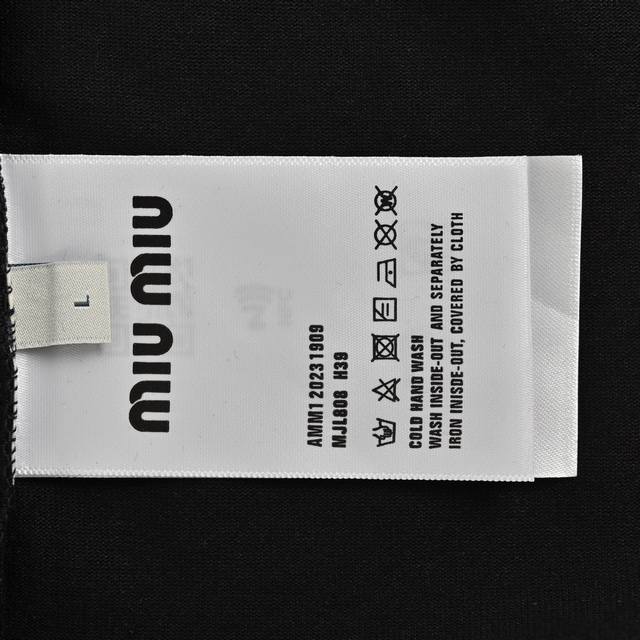 MIU MIU
L
AMM120231909
MJL808 H39
COLD HAND WASH
WASH INSIDE-OUT AND SEPARATELY
IRON INISDE-OUT, COVERED BY CLOTH